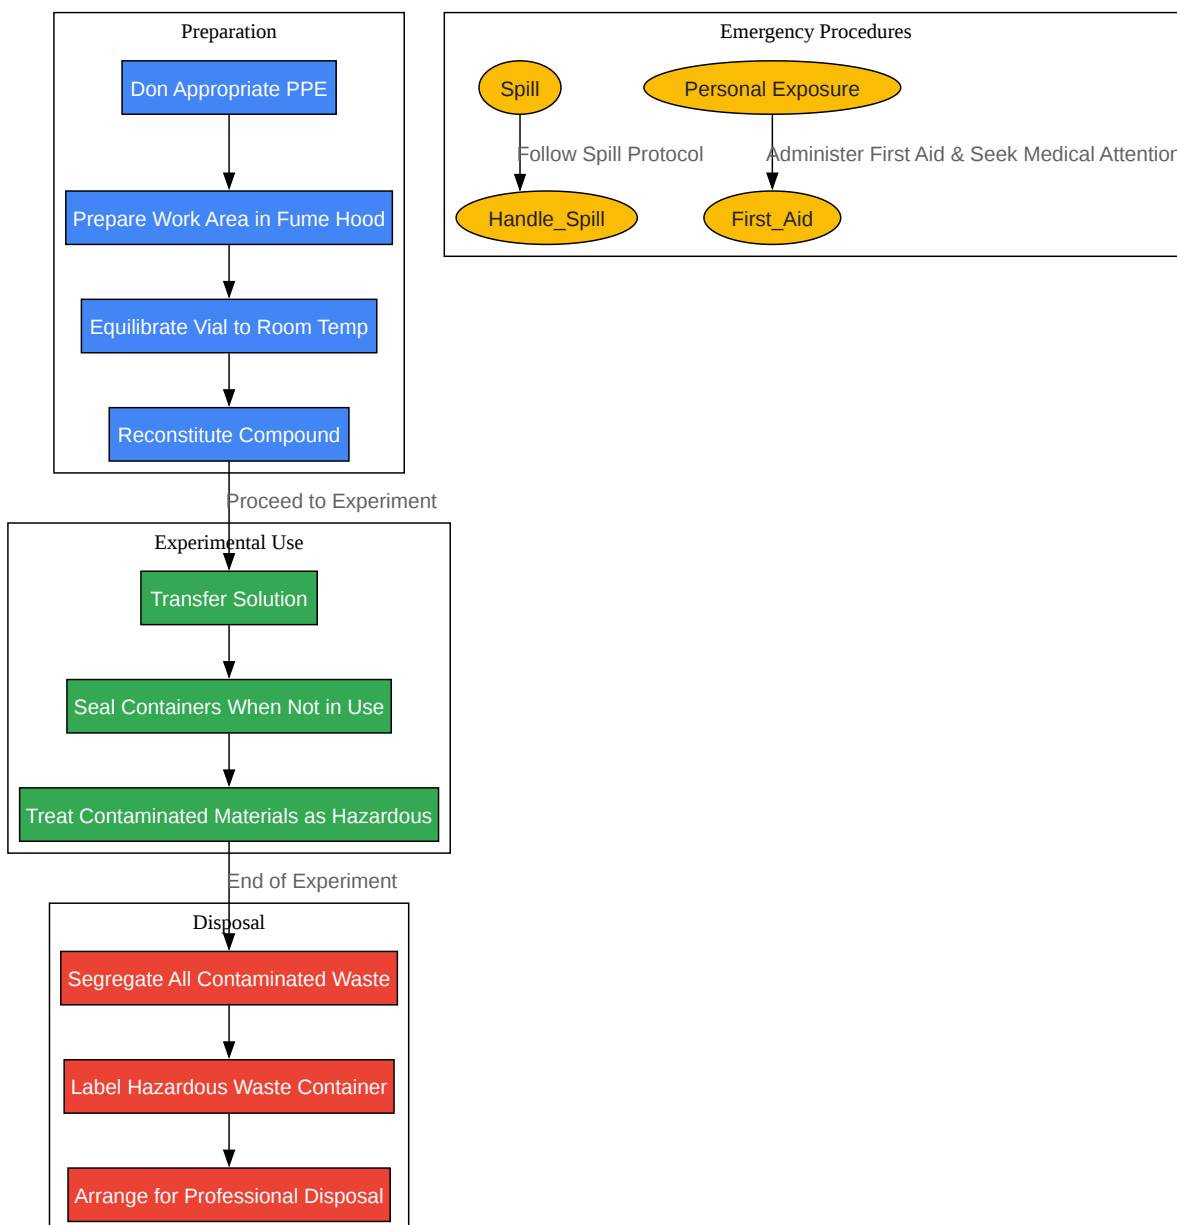 Preparation
Don Appropriate PPE
Prepare Work Area in Fume Hood
Equilibrate Vial to Room Temp
Reconstitute Compound
Proceed to Experiment
Experimental Use
Transfer Solution
Seal Containers When Not in Use
Treat Contaminated Materials as Hazardous
End of Experiment
Disposal
Segregate All Contaminated Waste
Label Hazardous Waste Container
Arrange for Professional Disposal
Emergency Procedures
Spill
Follow Spill Protocol
Handle_Spill
Personal Exposure
Administer First Aid & Seek Medical Attention
First_Aid